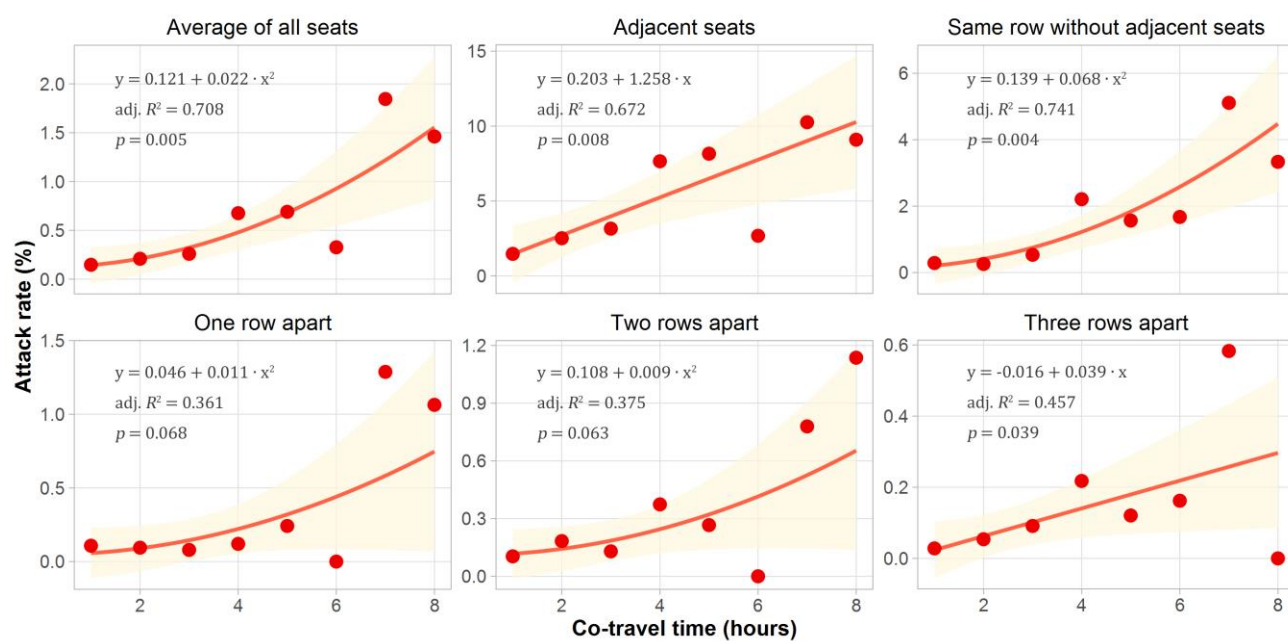 Average of all seats
y = 0.121 + 0.022 · x²
adj. R² = 0.708
p = 0.005
2.0
1.5
1.0
0.5
0.0
Adjacent seats
y = 0.203 + 1.258 · x
adj. R² = 0.672
p = 0.008
15
10
5
0
Same row without adjacent seats
y = 0.139 + 0.068 · x²
adj. R² = 0.741
p = 0.004
6
4
2
0
Attack rate (%)
One row apart
y = 0.046 + 0.011 · x²
adj. R² = 0.361
p = 0.068
1.5
1.0
0.5
0.0
2 4 6 8
Two rows apart
y = 0.108 + 0.009 · x²
adj. R² = 0.375
p = 0.063
1.2
0.9
0.6
0.3
0.0
2 4 6 8
Three rows apart
y = -0.016 + 0.039 · x
adj. R² = 0.457
p = 0.039
0.6
0.4
0.2
0.0
2 4 6 8
Co-travel time (hours)